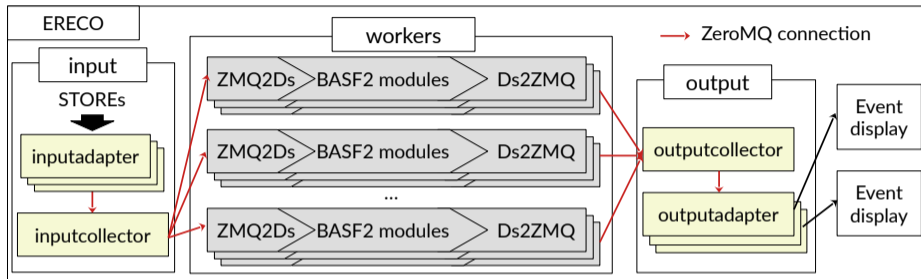 ERECO
workers
ZeroMQ connection
input
STOREs
inputadapter
inputcollector
ZMQ2Ds BASF2 modules Ds2ZMQ
ZMQ2Ds BASF2 modules Ds2ZMQ
...
ZMQ2Ds BASF2 modules Ds2ZMQ
output
outputcollector
outputadapter
Event
display
Event
display